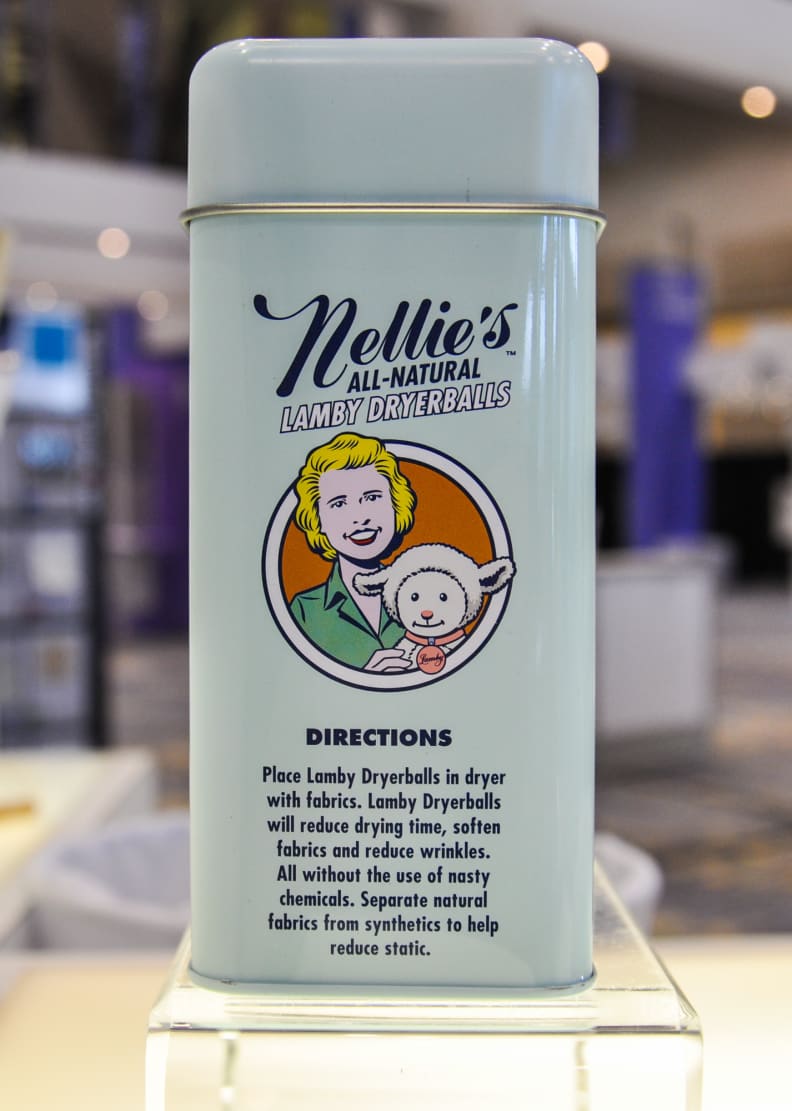 Nellie's™
ALL-NATURAL
LAMBY DRYERBALLS
Lamby
DIRECTIONS
Place Lamby Dryerballs in dryer
with fabrics. Lamby Dryerballs
will reduce drying time, soften
fabrics and reduce wrinkles.
All without the use of nasty
chemicals. Separate natural
fabrics from synthetics to help
reduce static.